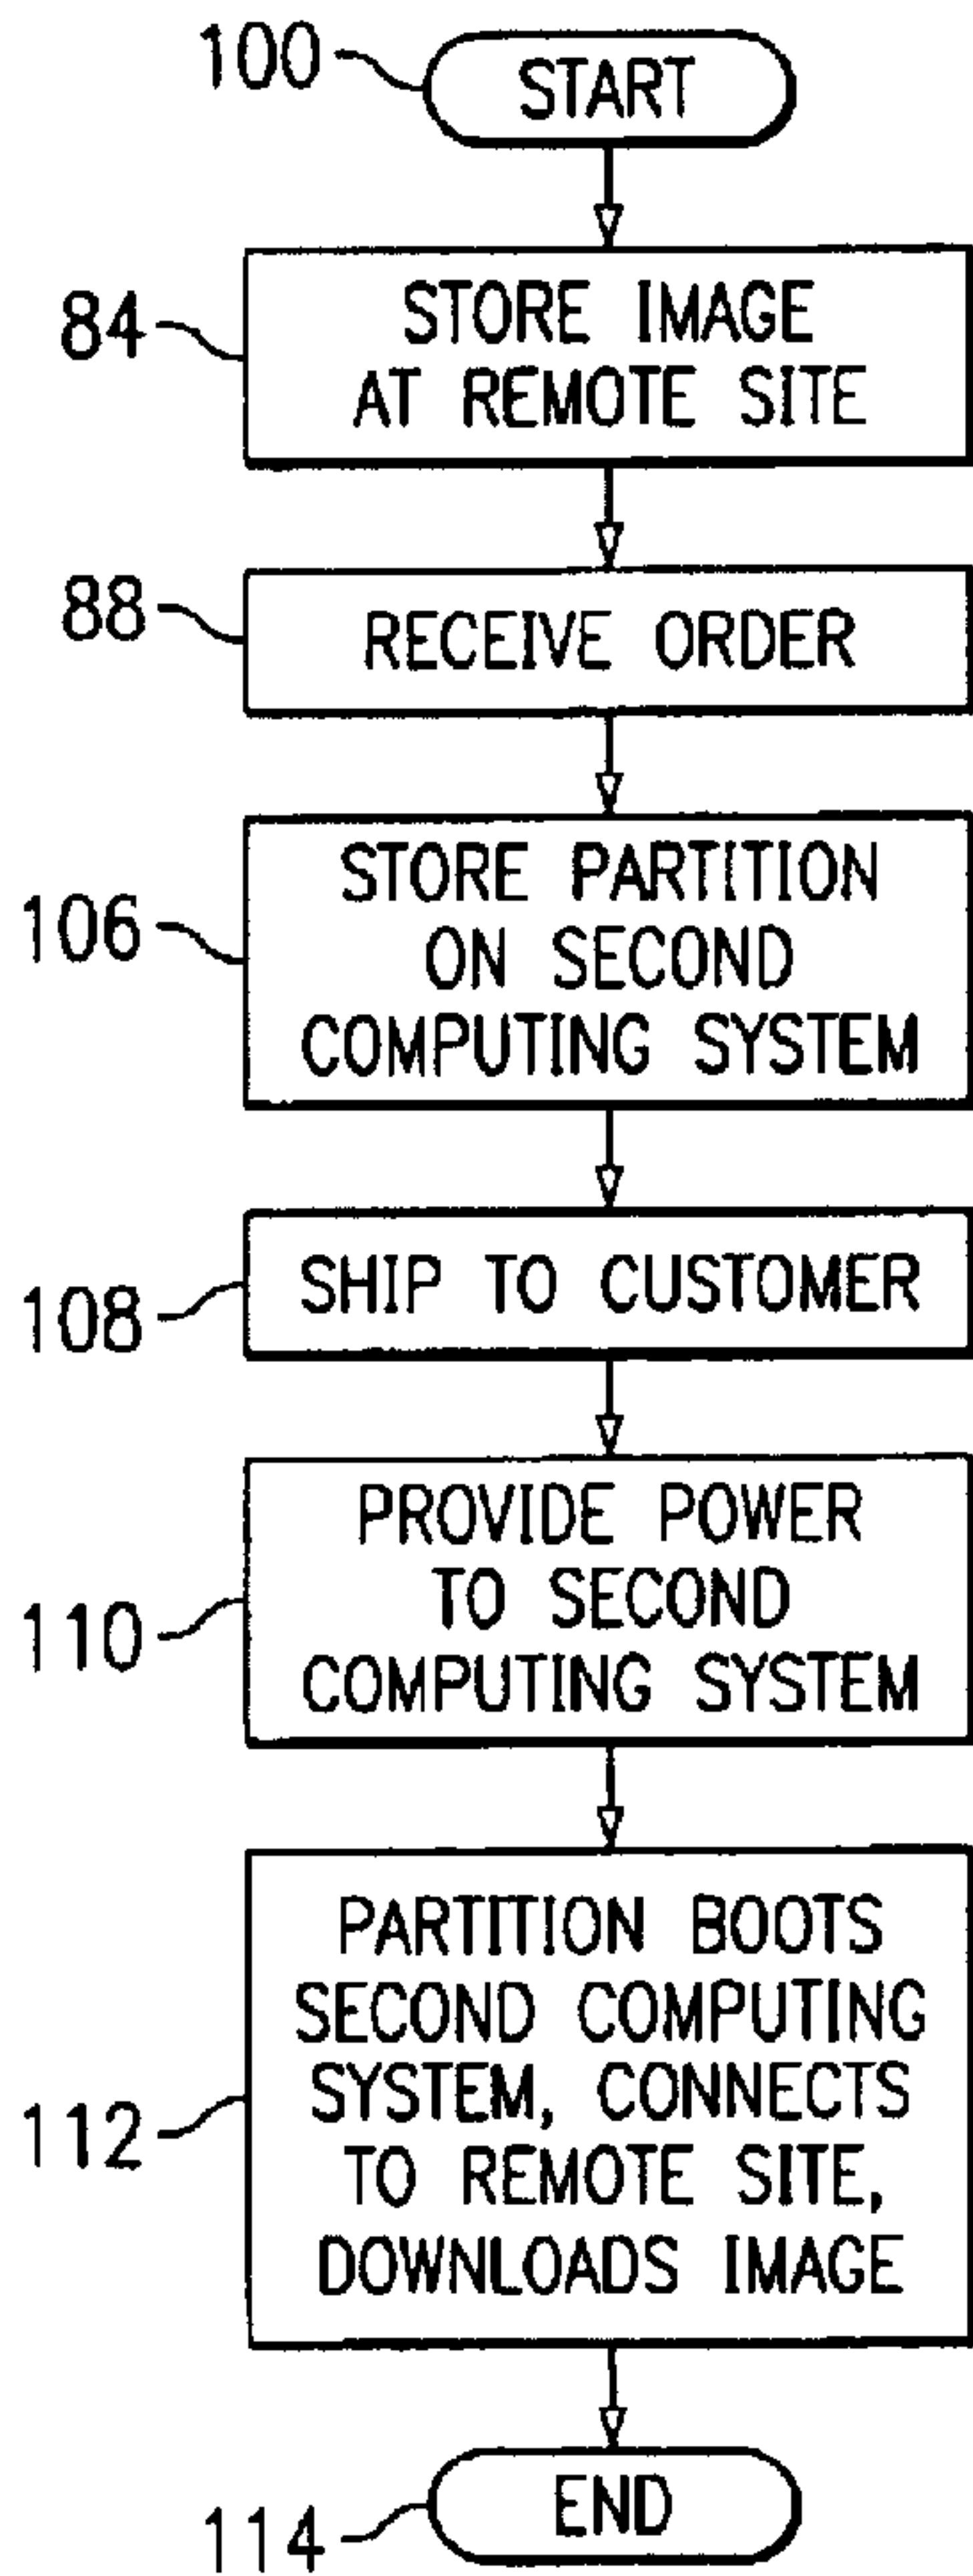 100
START
84
STORE IMAGE
AT REMOTE SITE
88
RECEIVE ORDER
106
STORE PARTITION
ON SECOND
COMPUTING SYSTEM
108
SHIP TO CUSTOMER
110
PROVIDE POWER
TO SECOND
COMPUTING SYSTEM
112
PARTITION BOOTS
SECOND COMPUTING
SYSTEM, CONNECTS
TO REMOTE SITE,
DOWNLOADS IMAGE
114
END